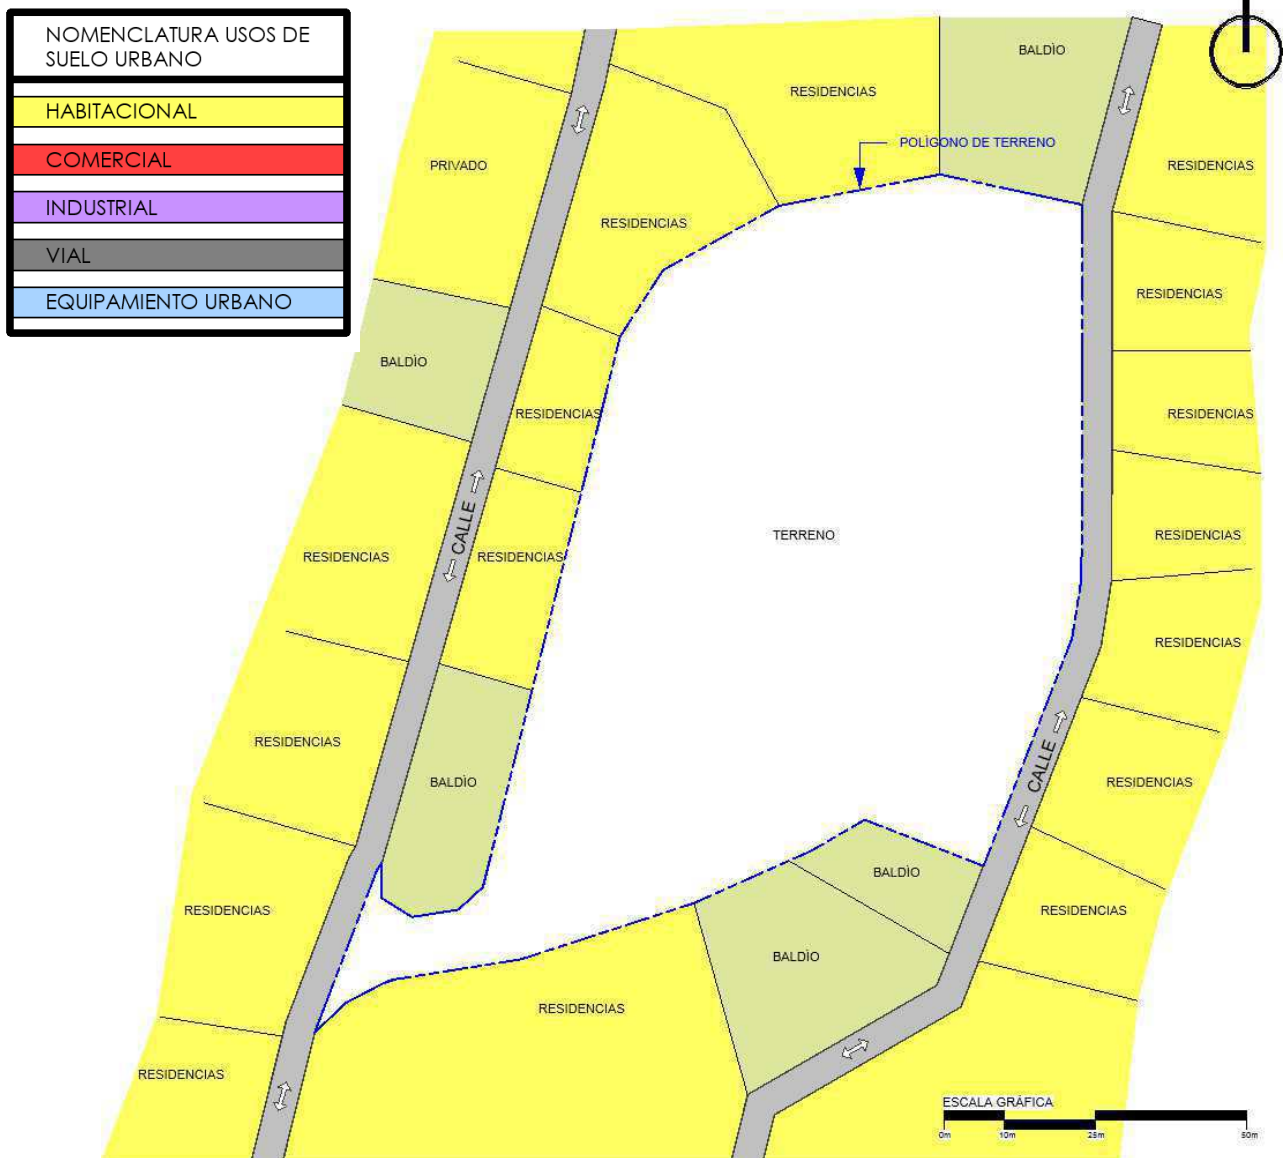 NOMENCLATURA USOS DE
SUELO URBANO
HABITACIONAL
COMERCIAL
INDUSTRIAL
VIAL
EQUIPAMIENTO URBANO
BALDÌO
RESIDENCIAS
POLÌGONO DE TERRENO
PRIVADO
RESIDENCIAS
RESIDENCIAS
RESIDENCIAS
BALDÌO
RESIDENCIAS
RESIDENCIAS
TERRENO
CALLE
RESIDENCIAS
RESIDENCIAS
RESIDENCIAS
RESIDENCIAS
RESIDENCIAS
BALDÌO
CALLE
RESIDENCIAS
BALDÌO
RESIDENCIAS
RESIDENCIAS
BALDÌO
RESIDENCIAS
RESIDENCIAS
ESCALA GRÁFICA
0m 10m 25m 50m